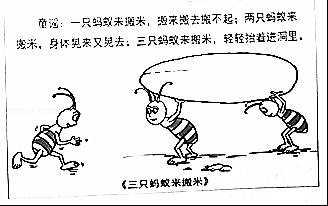 童谣：一只蚂蚁来搬米，搬来搬去搬不起；两只蚂蚁来
搬米，身体晃来又晃去；三只蚂蚁来搬米，轻轻抬着进洞里。
《三只蚂蚁来搬米》